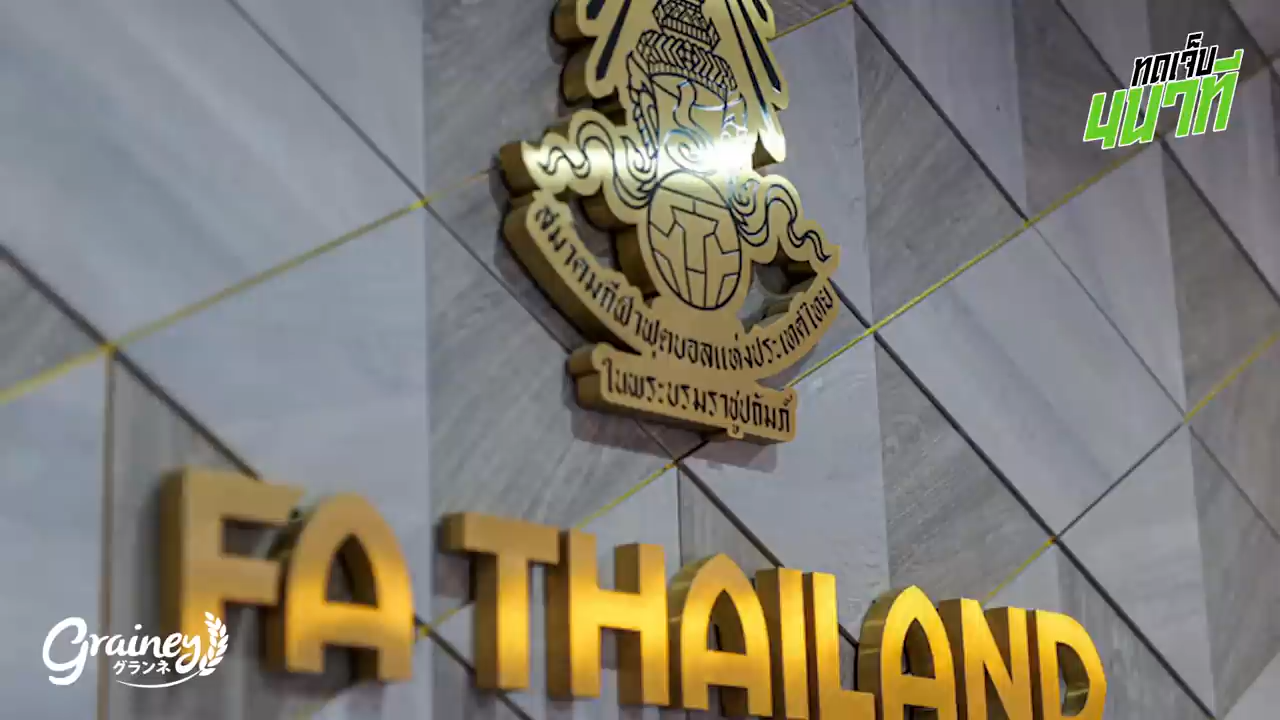 ทดเจ็บ
4นาที
สมาคมกีฬาฟุตบอลแห่งประเทศไทย
ในพระบรมราชูปถัมภ์
FA THAILAND
Grainey
グランネ